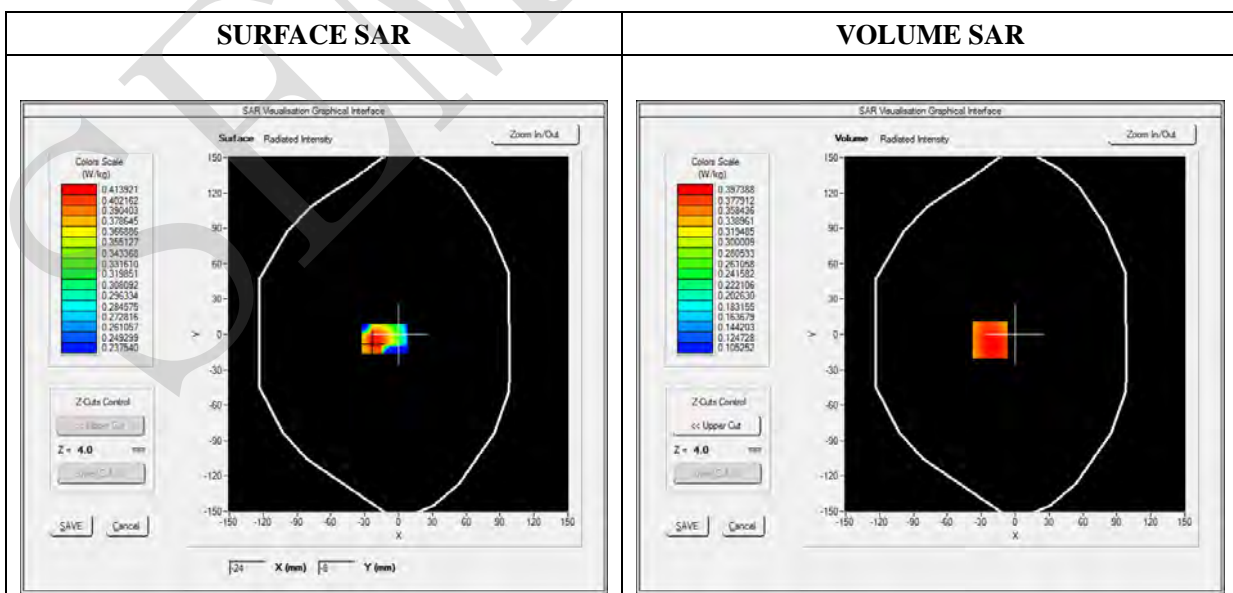 SURFACE SAR
VOLUME SAR
SAR Visualisation Graphical Interface
Surface Radiated Intensity
Zoom In/Out
Colors Scale
(W/kg)
0.413921
0.402162
0.390403
0.378645
0.366886
0.355127
0.343368
0.331610
0.319851
0.308092
0.296334
0.284575
0.272816
0.261057
0.249299
0.237540
Z-Cuts Control
<< Upper Cut
Z = 4.0 mm
SAVE
Cancel
150
120
90
60
30
0
-30
-60
-90
-120
-150
Y
-150 -120 -90 -60 -30 0 30 60 90 120 150
X
-24 X (mm) -8 Y (mm)
SAR Visualisation Graphical Interface
Volume Radiated Intensity
Zoom In/Out
Colors Scale
(W/kg)
0.397388
0.377912
0.358436
0.338961
0.319485
0.300009
0.280533
0.261058
0.241582
0.222106
0.202630
0.183155
0.163679
0.144203
0.124728
0.105252
Z-Cuts Control
<< Upper Cut
Z = 4.0 mm
SAVE
Cancel
150
120
90
60
30
0
-30
-60
-90
-120
-150
Y
-150 -120 -90 -60 -30 0 30 60 90 120 150
X